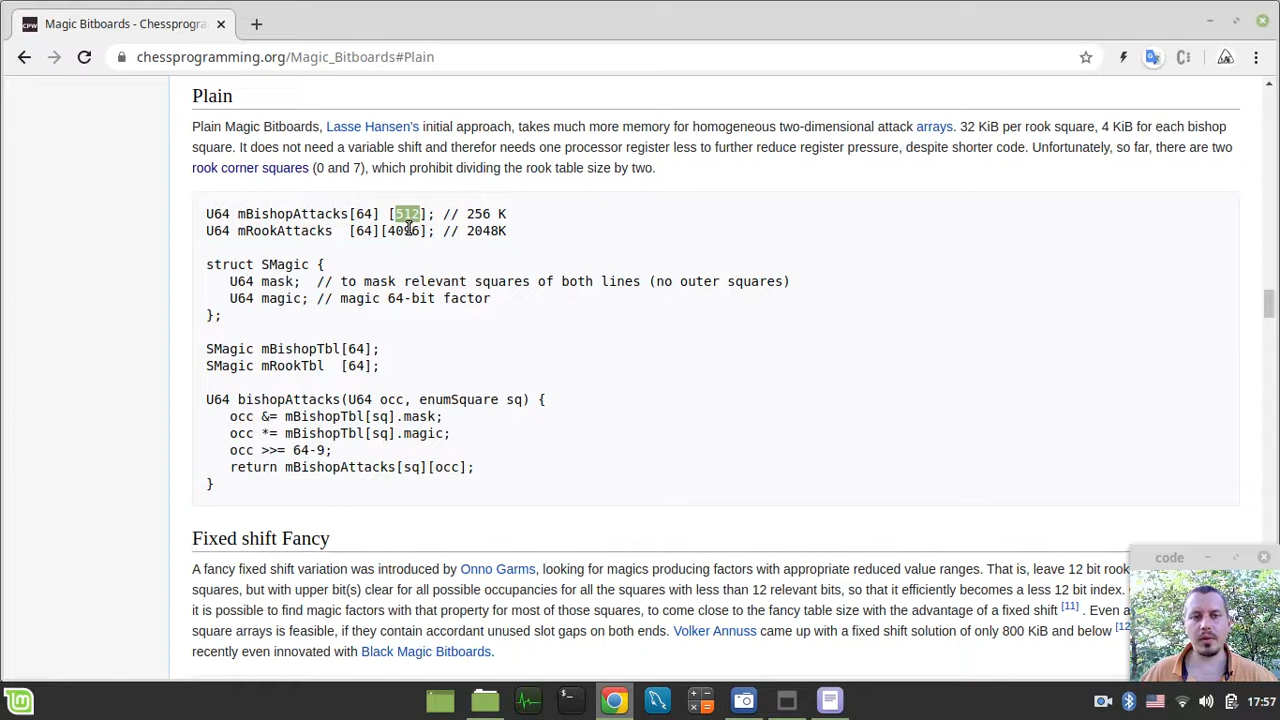 Magic Bitboards - Chessprogra
chessprogramming.org/Magic_Bitboards#Plain
Plain
Plain Magic Bitboards, Lasse Hansen's initial approach, takes much more memory for homogeneous two-dimensional attack arrays. 32 KiB per rook square, 4 KiB for each bishop
square. It does not need a variable shift and therefor needs one processor register less to further reduce register pressure, despite shorter code. Unfortunately, so far, there are two
rook corner squares (0 and 7), which prohibit dividing the rook table size by two.
U64 mBishopAttacks[64] [512]; // 256 K
U64 mRookAttacks  [64][4096]; // 2048K
struct SMagic {
   U64 mask;  // to mask relevant squares of both lines (no outer squares)
   U64 magic; // magic 64-bit factor
};
SMagic mBishopTbl[64];
SMagic mRookTbl  [64];
U64 bishopAttacks(U64 occ, enumSquare sq) {
   occ &= mBishopTbl[sq].mask;
   occ *= mBishopTbl[sq].magic;
   occ >>= 64-9;
   return mBishopAttacks[sq][occ];
}
Fixed shift Fancy
A fancy fixed shift variation was introduced by Onno Garms, looking for magics producing factors with appropriate reduced value ranges. That is, leave 12 bit rook
squares, but with upper bit(s) clear for all possible occupancies for all the squares with less than 12 relevant bits, so that it efficiently becomes a less 12 bit index.
it is possible to find magic factors with that property for most of those squares, to come close to the fancy table size with the advantage of a fixed shift [11] . Even a
square arrays is feasible, if they contain accordant unused slot gaps on both ends. Volker Annuss came up with a fixed shift solution of only 800 KiB and below [12
recently even innovated with Black Magic Bitboards.
code
17:57